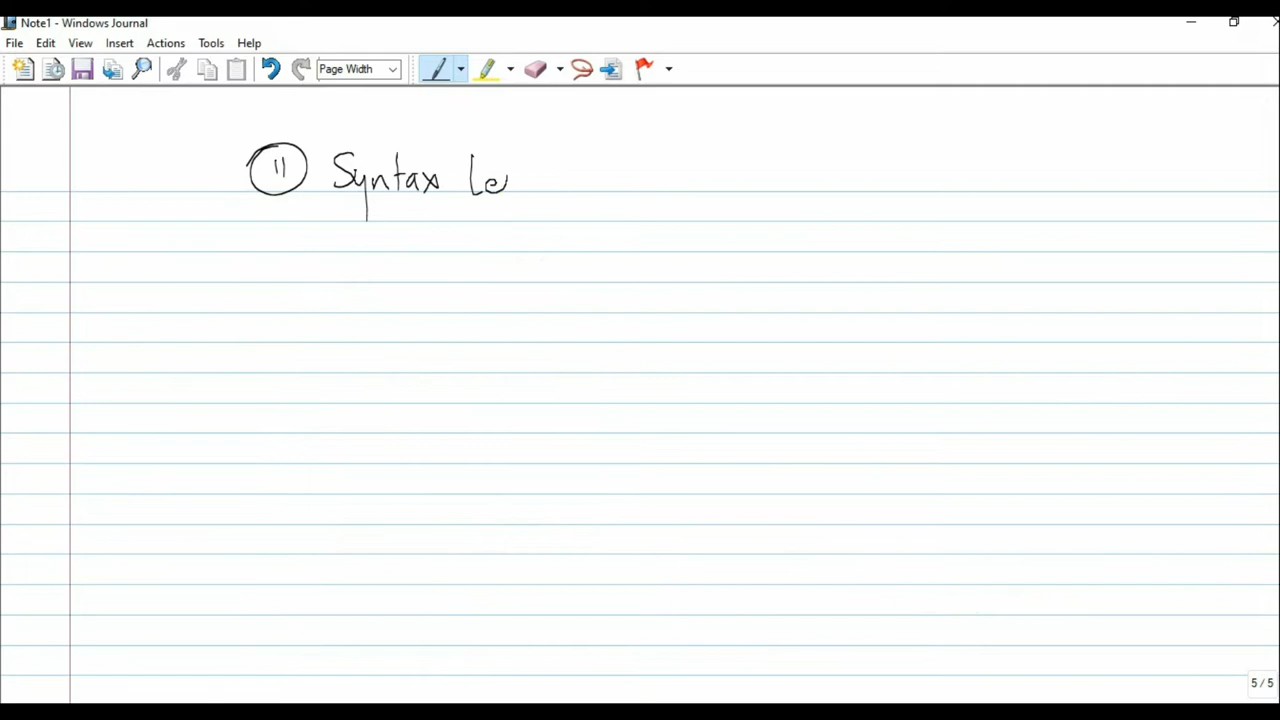 Note1 - Windows Journal
File Edit View Insert Actions Tools Help
Page Width
11 Syntax Le
5 / 5